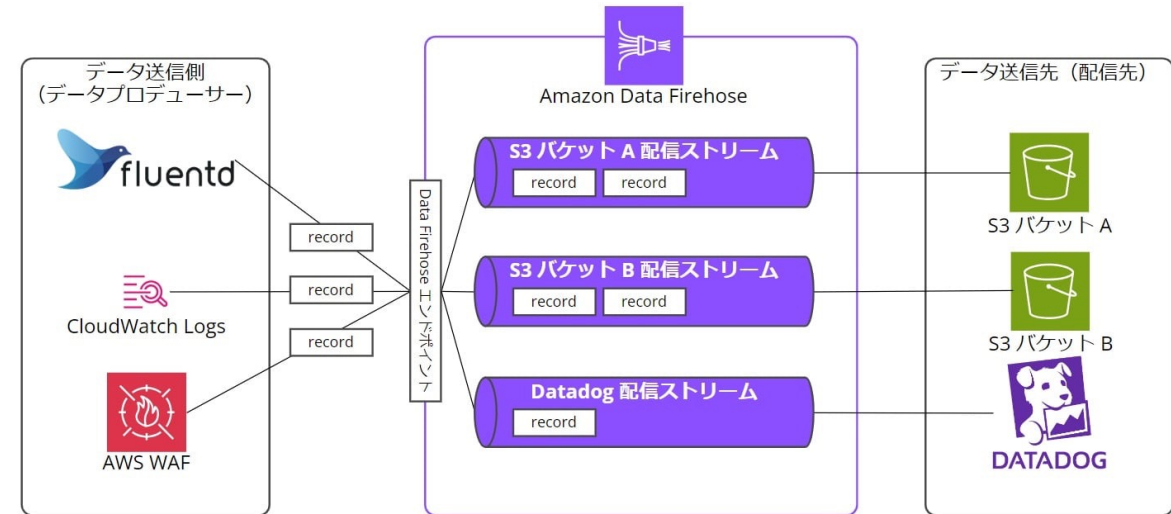 データ送信側
（データプロデューサー）
fluentd
record
CloudWatch Logs
record
record
AWS WAF
Amazon Data Firehose
Data Firehose エンドポイント
S3 バケット A 配信ストリーム
record
record
S3 バケット B 配信ストリーム
record
record
Datadog 配信ストリーム
record
データ送信先（配信先）
S3 バケット A
S3 バケット B
DATADOG